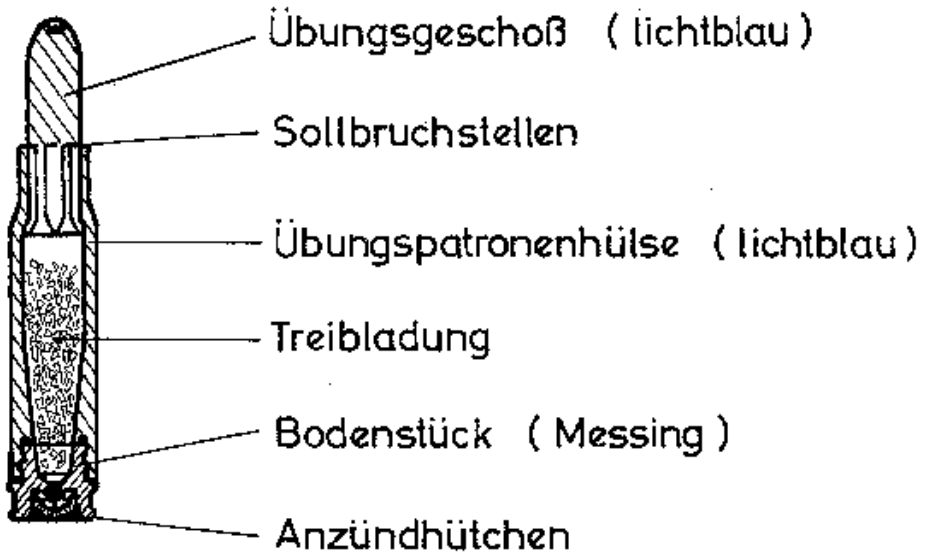 Übungsgeschoß ( lichtblau )
Sollbruchstellen
Übungspatronenhülse ( lichtblau )
Treibladung
Bodenstück ( Messing )
Anzündhütchen